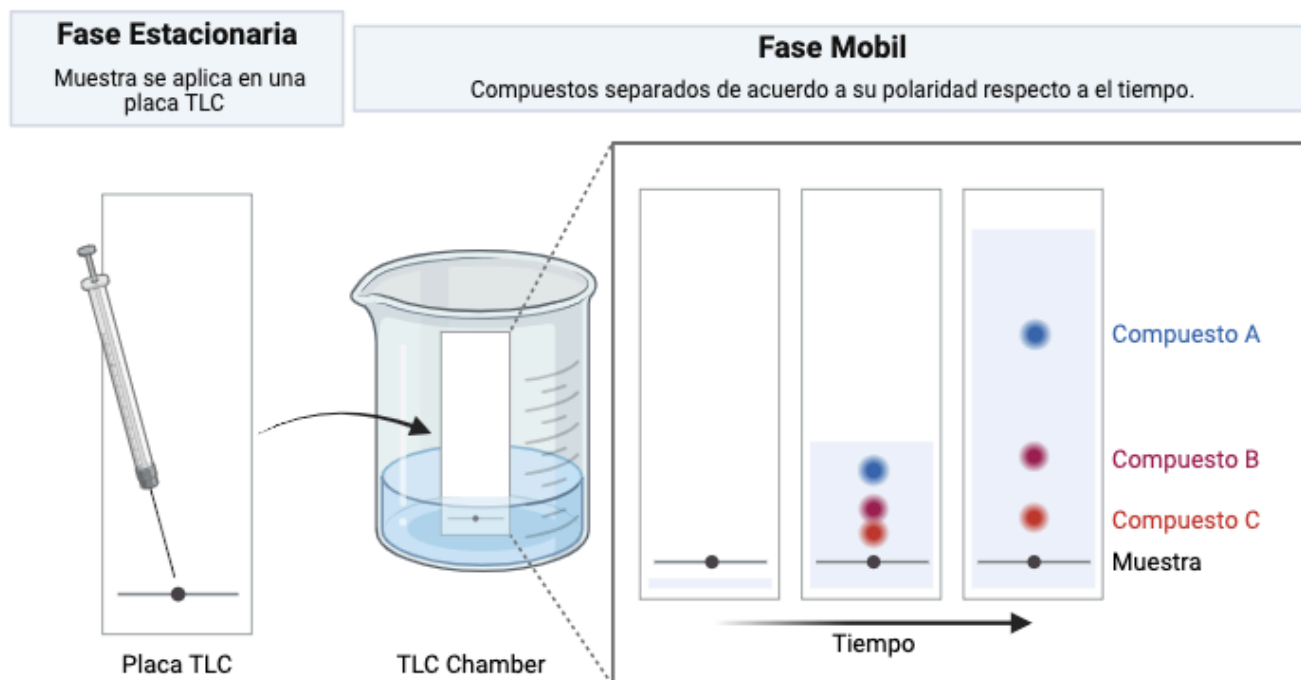 Fase Estacionaria
Muestra se aplica en una
placa TLC
Fase Mobil
Compuestos separados de acuerdo a su polaridad respecto a el tiempo.
Compuesto A
Compuesto B
Compuesto C
Muestra
Tiempo
Placa TLC
TLC Chamber